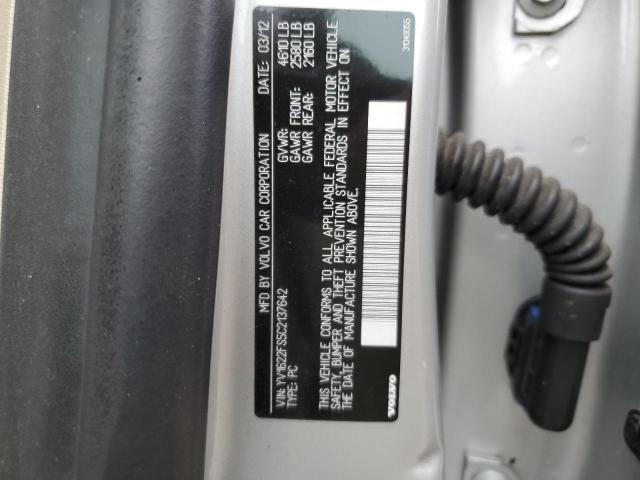 MFD BY VOLVO CAR CORPORATION DATE: 03/12
GVWR: 4610 LB
GAWR FRONT: 2580 LB
GAWR REAR: 2160 LB
VIN: YV1622FS5C2137642
TYPE: PC
THIS VEHICLE CONFORMS TO ALL APPLICABLE FEDERAL MOTOR VEHICLE
SAFETY, BUMPER AND THEFT PREVENTION STANDARDS IN EFFECT ON
THE DATE OF MANUFACTURE SHOWN ABOVE.
VOLVO
31349355